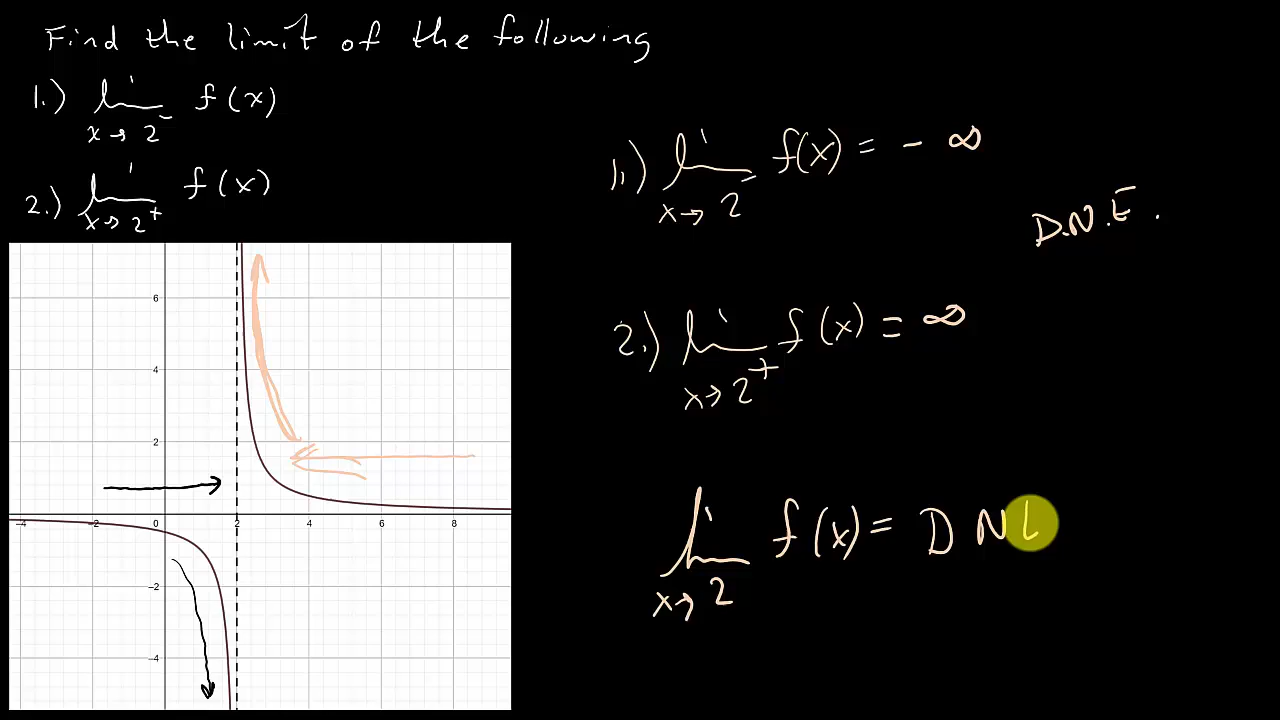 Find the limit of the following
1.) lim f(x)
x→2⁻
2.) lim f(x)
x→2⁺
1.) lim f(x) = - ∞
x→2⁻
D.N.E.
2.) lim f(x) = ∞
x→2⁺
lim f(x) = D N
x→2
6
4
2
-4 -2 0 2 4 6 8
-2
-4